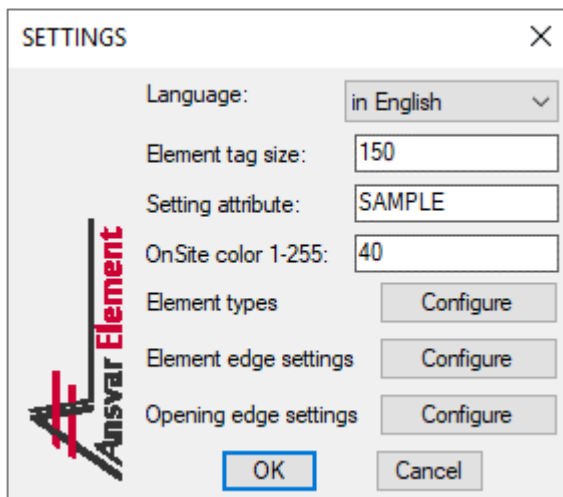 SETTINGS
Language: in English
Element tag size: 150
Setting attribute: SAMPLE
OnSite color 1-255: 40
Element types Configure
Element edge settings Configure
Opening edge settings Configure
Ansvar Element
OK Cancel